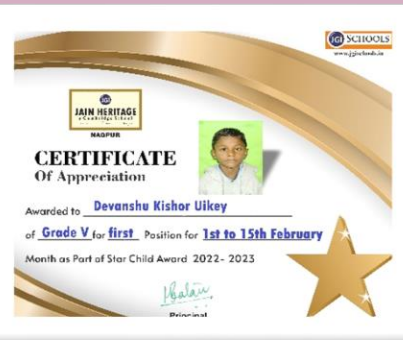 JGI SCHOOLS
www.jgischools.in
JGI
JAIN HERITAGE
a Cambridge School
NAGPUR
CERTIFICATE
Of Appreciation
Awarded to Devanshu Kishor Uikey
of Grade V for first Position for 1st to 15th February
Month as Part of Star Child Award 2022- 2023
Principal